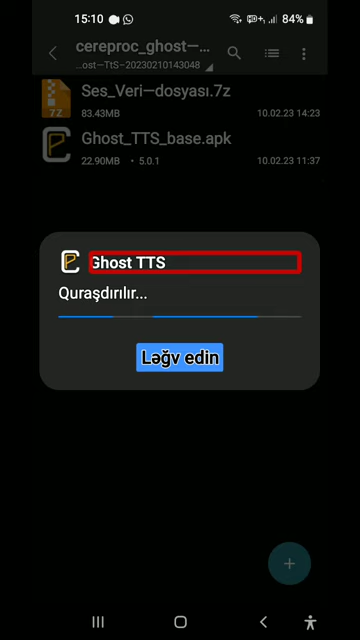 15:10
84%
cereproc_ghost—...
...ost—TtS–20230210143048
Ses_Veri–dosyası.7z
83.43MB
10.02.23 14:23
7Z
Ghost_TTS_base.apk
22.90MB • 5.0.1
10.02.23 11:37
Ghost TTS
Quraşdırılır...
Ləğv edin